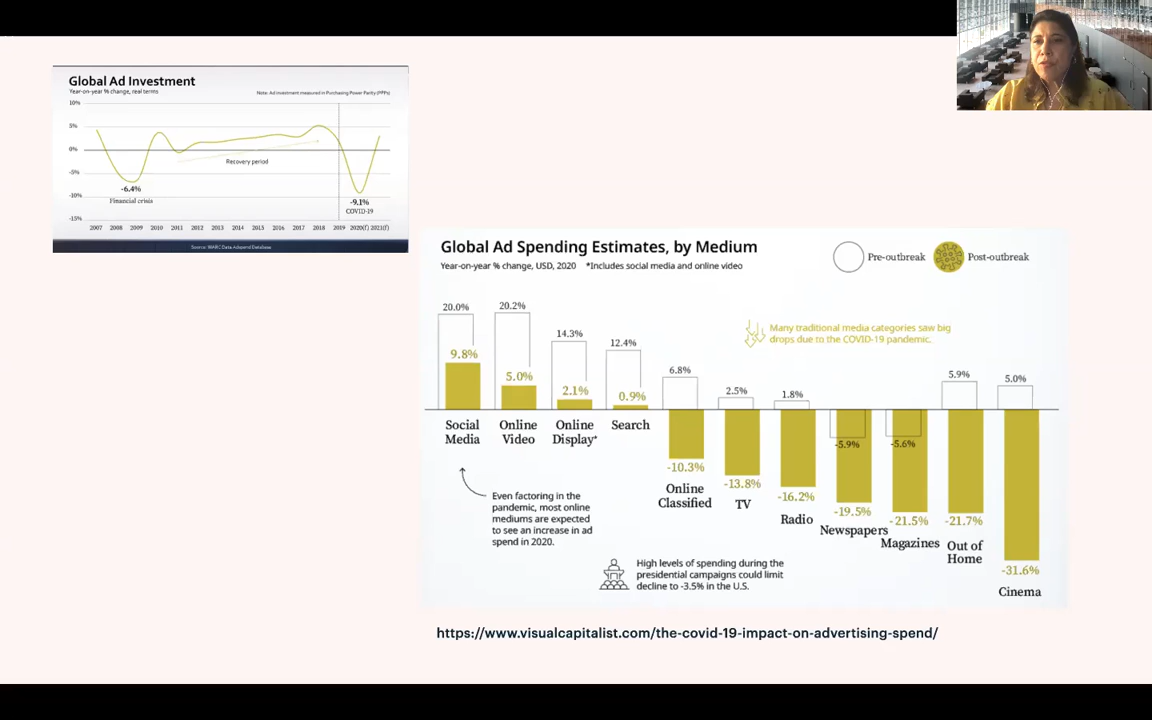 Global Ad Investment
Year-on-year % change, real terms
Note: Ad investment measured in Purchasing Power Parity (PPPs)
10%
5%
0%
-5%
-10%
-15%
Recovery period
-6.4%
Financial crisis
-9.1%
COVID-19
2007 2008 2009 2010 2011 2012 2013 2014 2015 2016 2017 2018 2019 2020(f) 2021(f)
Source: WARC Data Adspend Database
Global Ad Spending Estimates, by Medium
Year-on-year % change, USD, 2020 *Includes social media and online video
Pre-outbreak
Post-outbreak
Many traditional media categories saw big
drops due to the COVID-19 pandemic.
20.0% 20.2% 14.3% 12.4% 6.8% 2.5% 1.8% -5.9% -5.6% 5.9% 5.0%
9.8% 5.0% 2.1% 0.9%
Social
Media
Online
Video
Online
Display*
Search
-10.3%
Online
Classified
-13.8%
TV
-16.2%
Radio
-19.5%
Newspapers
-21.5%
Magazines
-21.7%
Out of
Home
-31.6%
Cinema
Even factoring in the
pandemic, most online
mediums are expected
to see an increase in ad
spend in 2020.
High levels of spending during the
presidential campaigns could limit
decline to -3.5% in the U.S.
https://www.visualcapitalist.com/the-covid-19-impact-on-advertising-spend/